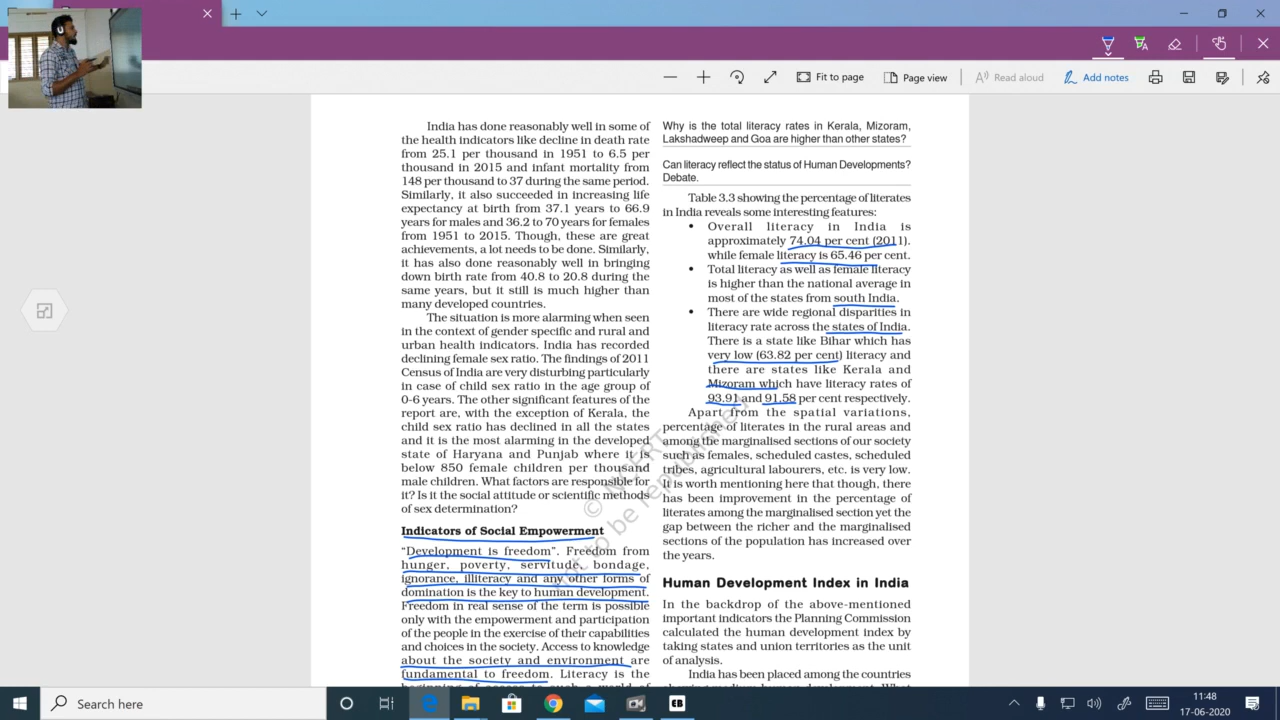 Fit to page
Page view
Read aloud
Add notes
India has done reasonably well in some of
the health indicators like decline in death rate
from 25.1 per thousand in 1951 to 6.5 per
thousand in 2015 and infant mortality from
148 per thousand to 37 during the same period.
Similarly, it also succeeded in increasing life
expectancy at birth from 37.1 years to 66.9
years for males and 36.2 to 70 years for females
from 1951 to 2015. Though, these are great
achievements, a lot needs to be done. Similarly,
it has also done reasonably well in bringing
down birth rate from 40.8 to 20.8 during the
same years, but it still is much higher than
many developed countries.
The situation is more alarming when seen
in the context of gender specific and rural and
urban health indicators. India has recorded
declining female sex ratio. The findings of 2011
Census of India are very disturbing particularly
in case of child sex ratio in the age group of
0-6 years. The other significant features of the
report are, with the exception of Kerala, the
child sex ratio has declined in all the states
and it is the most alarming in the developed
state of Haryana and Punjab where it is
below 850 female children per thousand
male children. What factors are responsible for
it? Is it the social attitude or scientific methods
of sex determination?
Indicators of Social Empowerment
“Development is freedom”. Freedom from
hunger, poverty, servitude, bondage,
ignorance, illiteracy and any other forms of
domination is the key to human development.
Freedom in real sense of the term is possible
only with the empowerment and participation
of the people in the exercise of their capabilities
and choices in the society. Access to knowledge
about the society and environment are
fundamental to freedom. Literacy is the
beginning of access to such a world of
Why is the total literacy rates in Kerala, Mizoram,
Lakshadweep and Goa are higher than other states?
Can literacy reflect the status of Human Developments?
Debate.
Table 3.3 showing the percentage of literates
in India reveals some interesting features:
• Overall literacy in India is
approximately 74.04 per cent (2011).
while female literacy is 65.46 per cent.
• Total literacy as well as female literacy
is higher than the national average in
most of the states from south India.
• There are wide regional disparities in
literacy rate across the states of India.
There is a state like Bihar which has
very low (63.82 per cent) literacy and
there are states like Kerala and
Mizoram which have literacy rates of
93.91 and 91.58 per cent respectively.
Apart from the spatial variations,
percentage of literates in the rural areas and
among the marginalised sections of our society
such as females, scheduled castes, scheduled
tribes, agricultural labourers, etc. is very low.
It is worth mentioning here that though, there
has been improvement in the percentage of
literates among the marginalised section yet the
gap between the richer and the marginalised
sections of the population has increased over
the years.
Human Development Index in India
In the backdrop of the above-mentioned
important indicators the Planning Commission
calculated the human development index by
taking states and union territories as the unit
of analysis.
India has been placed among the countries
© NCERT
not to be republished
Search here
11:48
17-06-2020